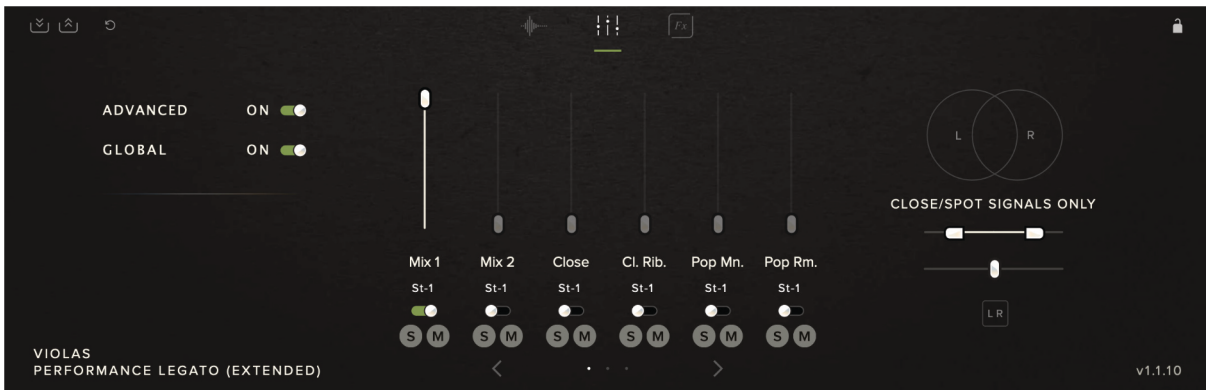 Fx
ADVANCED ON
GLOBAL ON
L R
CLOSE/SPOT SIGNALS ONLY
Mix 1 Mix 2 Close Cl. Rib. Pop Mn. Pop Rm.
St-1 St-1 St-1 St-1 St-1 St-1
S M S M S M S M S M S M
L R
VIOLAS
PERFORMANCE LEGATO (EXTENDED)
v1.1.10